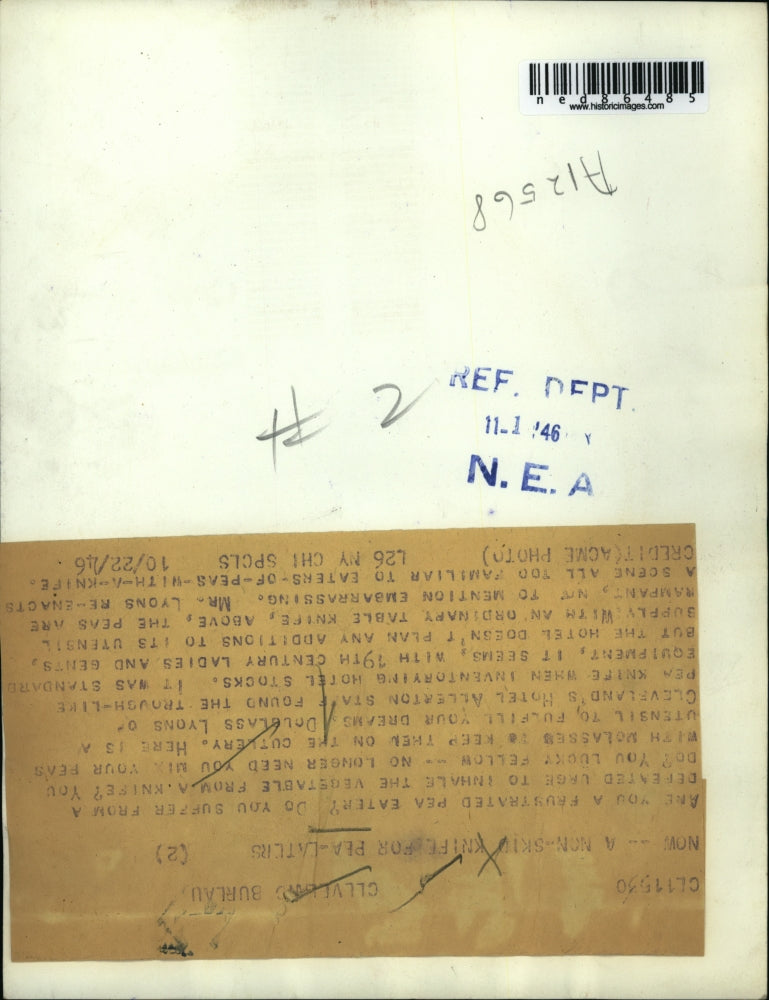 ned86485
www.historicimages.com
A12568
REF. DEPT.
11-1 '46
N.E.A
# 2
CL11530 CLEVELAND BUREAU
NOW -- A NON-SKID KNIFE FOR PEA-EATERS (2)
ARE YOU A FRUSTRATED PEA EATER? DO YOU SUFFER FROM A
DEFEATED URGE TO INHALE THE VEGETABLE FROM A KNIFE? YOU
DO? YOU LUCKY FELLOW -- NO LONGER NEED YOU MIX YOUR PEAS
WITH MOLASSES TO KEEP THEM ON THE CUTLERY. HERE IS A
UTENSIL TO FULFILL YOUR DREAMS. DOUGLASS LYONS OF
CLEVELAND'S HOTEL ALLERTON STAFF FOUND THE TROUGH-LIKE
PEA KNIFE WHEN INVENTORYING HOTEL STOCKS. IT WAS STANDARD
EQUIPMENT, IT SEEMS, WITH 19TH CENTURY LADIES AND GENTS,
BUT THE HOTEL DOESN'T PLAN ANY ADDITIONS TO ITS UTENSIL
SUPPLY. WITH AN ORDINARY TABLE KNIFE, ABOVE, THE PEAS ARE
RAMPANT, NOT TO MENTION EMBARRASSING. MR. LYONS RE-ENACTS
A SCENE ALL TOO FAMILIAR TO EATERS-OF-PEAS-WITH-A-KNIFE.
CREDIT (ACME PHOTO) L26 NY CHI SPCLS 10/22/46